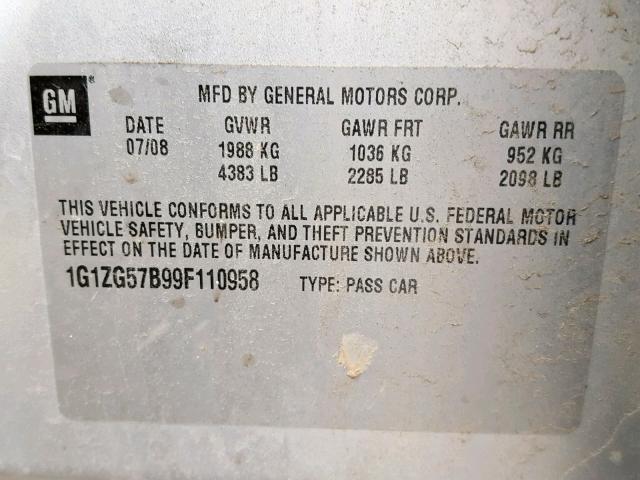 GM®
MFD BY GENERAL MOTORS CORP.
DATE GVWR GAWR FRT GAWR RR
07/08 1988 KG 1036 KG 952 KG
4383 LB 2285 LB 2098 LB
THIS VEHICLE CONFORMS TO ALL APPLICABLE U.S. FEDERAL MOTOR
VEHICLE SAFETY, BUMPER, AND THEFT PREVENTION STANDARDS IN
EFFECT ON THE DATE OF MANUFACTURE SHOWN ABOVE.
1G1ZG57B99F110958 TYPE: PASS CAR